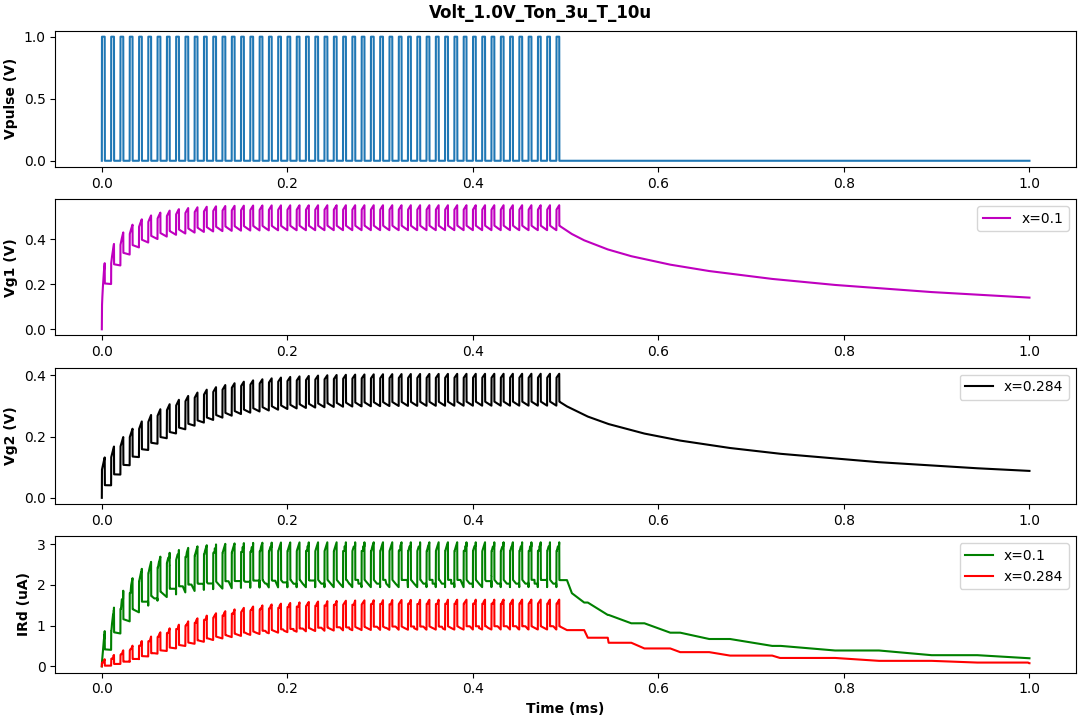 Volt_1.0V_Ton_3u_T_10u
Vpulse (V)
1.0
0.5
0.0
0.0 0.2 0.4 0.6 0.8 1.0
Vg1 (V)
0.4
0.2
0.0
x=0.1
0.0 0.2 0.4 0.6 0.8 1.0
Vg2 (V)
0.4
0.2
0.0
x=0.284
0.0 0.2 0.4 0.6 0.8 1.0
IRd (uA)
3
2
1
0
x=0.1
x=0.284
0.0 0.2 0.4 0.6 0.8 1.0
Time (ms)